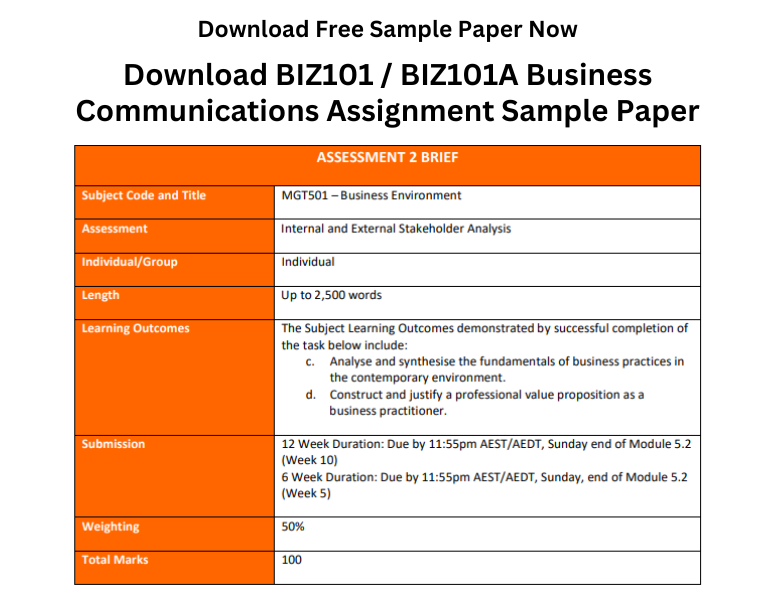 Download Free Sample Paper Now
Download BIZ101 / BIZ101A Business
Communications Assignment Sample Paper
ASSESSMENT 2 BRIEF
Subject Code and Title
MGT501 – Business Environment
Assessment
Internal and External Stakeholder Analysis
Individual/Group
Individual
Length
Up to 2,500 words
Learning Outcomes
The Subject Learning Outcomes demonstrated by successful completion of
the task below include:
c. Analyse and synthesise the fundamentals of business practices in
the contemporary environment.
d. Construct and justify a professional value proposition as a
business practitioner.
Submission
12 Week Duration: Due by 11:55pm AEST/AEDT, Sunday end of Module 5.2
(Week 10)
6 Week Duration: Due by 11:55pm AEST/AEDT, Sunday, end of Module 5.2
(Week 5)
Weighting
50%
Total Marks
100